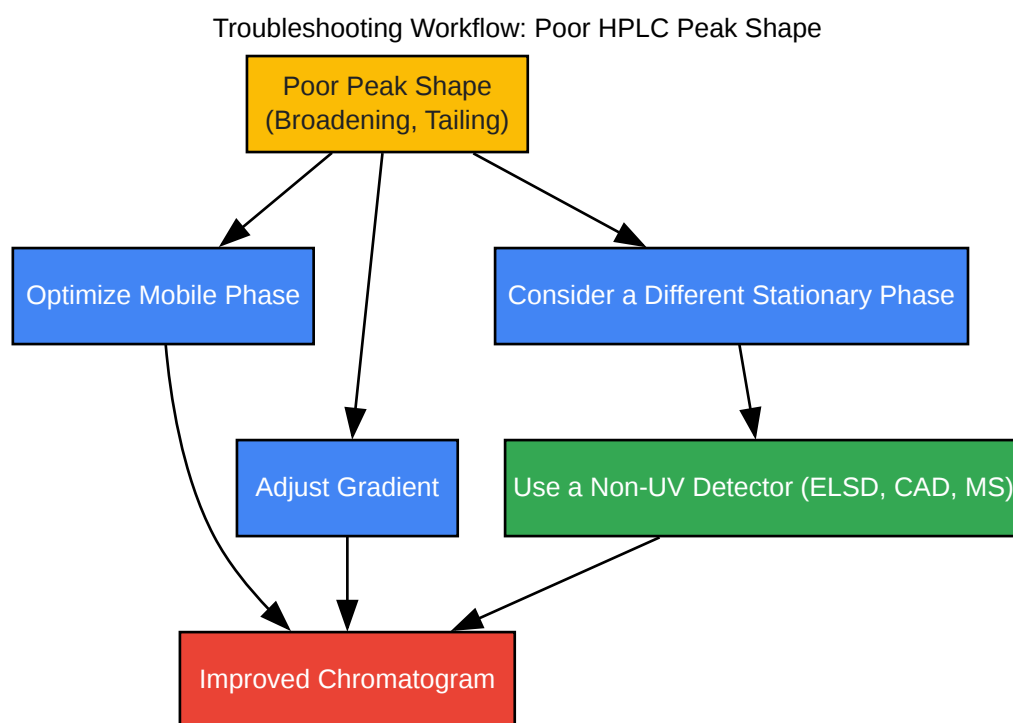 Troubleshooting Workflow: Poor HPLC Peak Shape
Poor Peak Shape
(Broadening, Tailing)
Optimize Mobile Phase
Consider a Different Stationary Phase
Adjust Gradient
Use a Non-UV Detector (ELSD, CAD, MS)
Improved Chromatogram